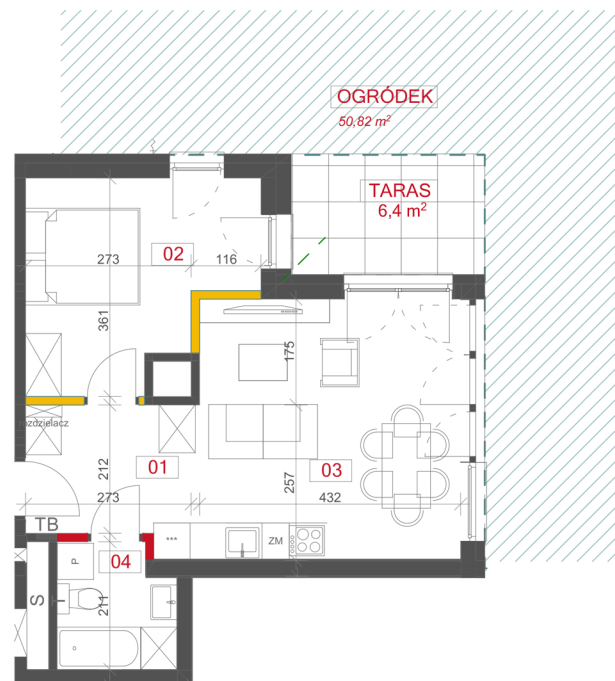 OGRÓDEK
50,82 m²
TARAS
6,4 m²
273
02
116
361
175
rozdzielacz
01
03
212
257
273
432
TB
***
ZM
04
P
S
211